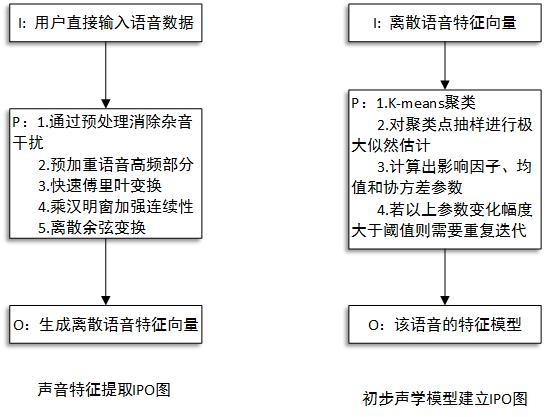 I: 用户直接输入语音数据
P：1.通过预处理消除杂音
干扰
2.预加重语音高频部分
3.快速傅里叶变换
4.乘汉明窗加强连续性
5.离散余弦变换
O：生成离散语音特征向量
声音特征提取IPO图
I: 离散语音特征向量
P：1.K-means聚类
2.对聚类点抽样进行极
大似然估计
3.计算出影响因子、均
值和协方差参数
4.若以上参数变化幅度
大于阈值则需要重复迭代
O：该语音的特征模型
初步声学模型建立IPO图